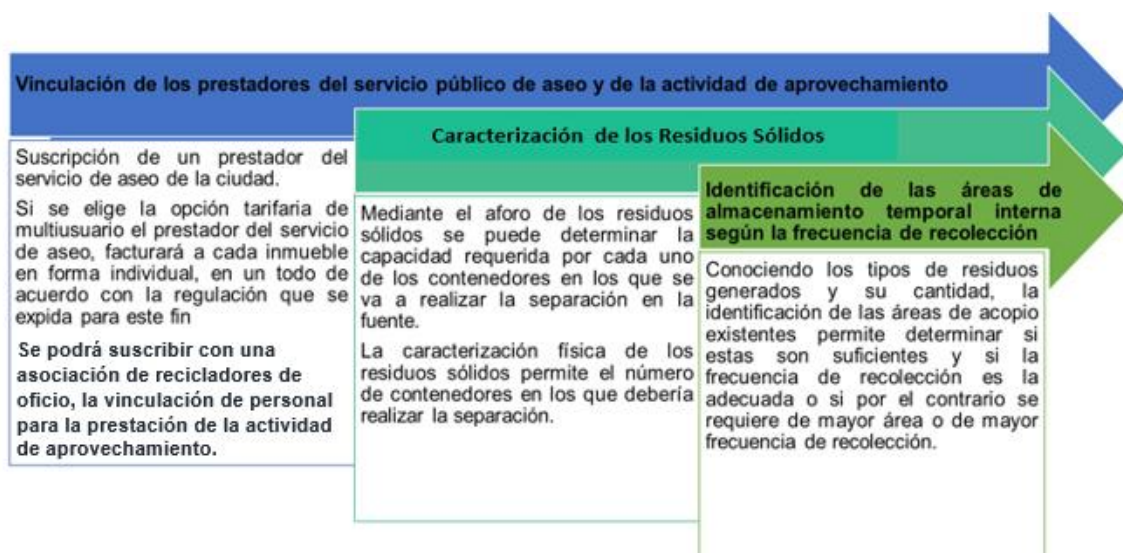 Vinculación de los prestadores del servicio público de aseo y de la actividad de aprovechamiento
Suscripción de un prestador del
servicio de aseo de la ciudad.
Si se elige la opción tarifaria de
multiusuario el prestador del servicio
de aseo, facturará a cada inmueble
en forma individual, en un todo de
acuerdo con la regulación que se
expida para este fin
Se podrá suscribir con una
asociación de recicladores de
oficio, la vinculación de personal
para la prestación de la actividad
de aprovechamiento.
Caracterización de los Residuos Sólidos
Mediante el aforo de los residuos
sólidos se puede determinar la
capacidad requerida por cada uno
de los contenedores en los que se
va a realizar la separación en la
fuente.
La caracterización física de los
residuos sólidos permite el número
de contenedores en los que debería
realizar la separación.
Identificación de las áreas de
almacenamiento temporal interna
según la frecuencia de recolección
Conociendo los tipos de residuos
generados y su cantidad, la
identificación de las áreas de acopio
existentes permite determinar si
estas son suficientes y si la
frecuencia de recolección es la
adecuada o si por el contrario se
requiere de mayor área o de mayor
frecuencia de recolección.